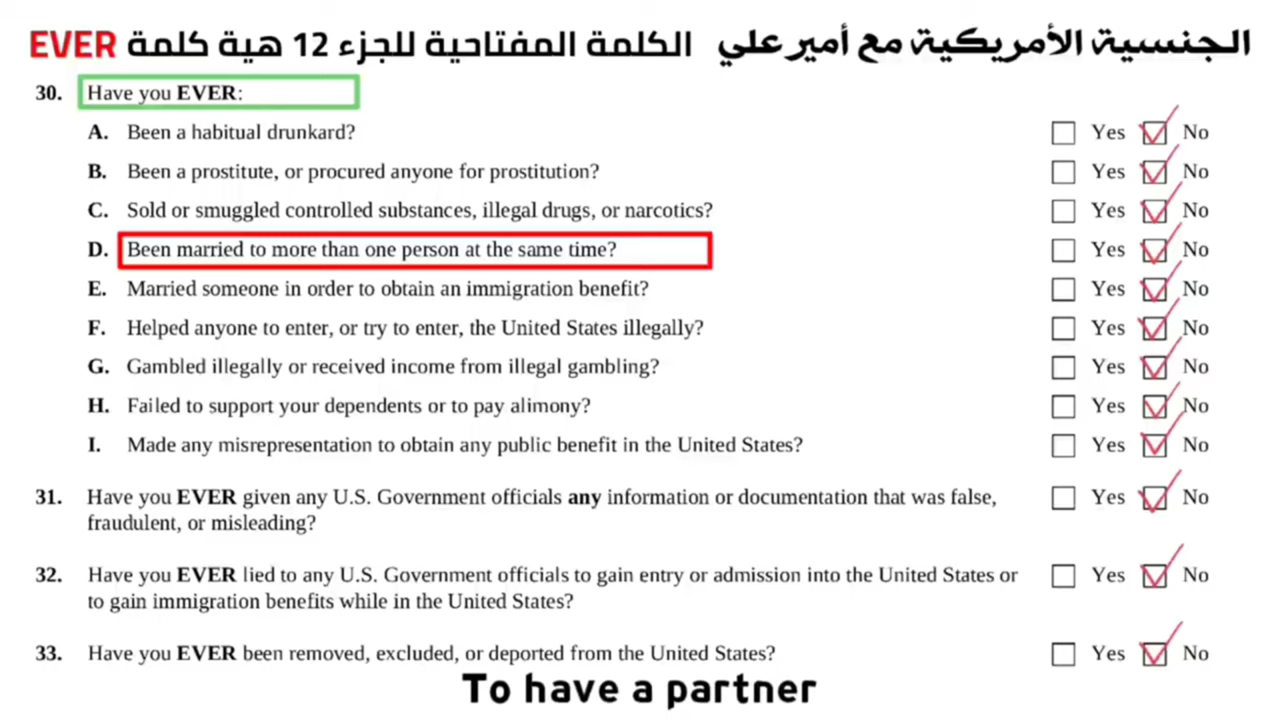 الجنسية الأمريكية مع أمير علي الكلمة المفتاحية للجزء 12 هية كلمة EVER
30. Have you EVER:
A. Been a habitual drunkard? Yes No
B. Been a prostitute, or procured anyone for prostitution? Yes No
C. Sold or smuggled controlled substances, illegal drugs, or narcotics? Yes No
D. Been married to more than one person at the same time? Yes No
E. Married someone in order to obtain an immigration benefit? Yes No
F. Helped anyone to enter, or try to enter, the United States illegally? Yes No
G. Gambled illegally or received income from illegal gambling? Yes No
H. Failed to support your dependents or to pay alimony? Yes No
I. Made any misrepresentation to obtain any public benefit in the United States? Yes No
31. Have you EVER given any U.S. Government officials any information or documentation that was false, Yes No
fraudulent, or misleading?
32. Have you EVER lied to any U.S. Government officials to gain entry or admission into the United States or Yes No
to gain immigration benefits while in the United States?
33. Have you EVER been removed, excluded, or deported from the United States? Yes No
To have a partner